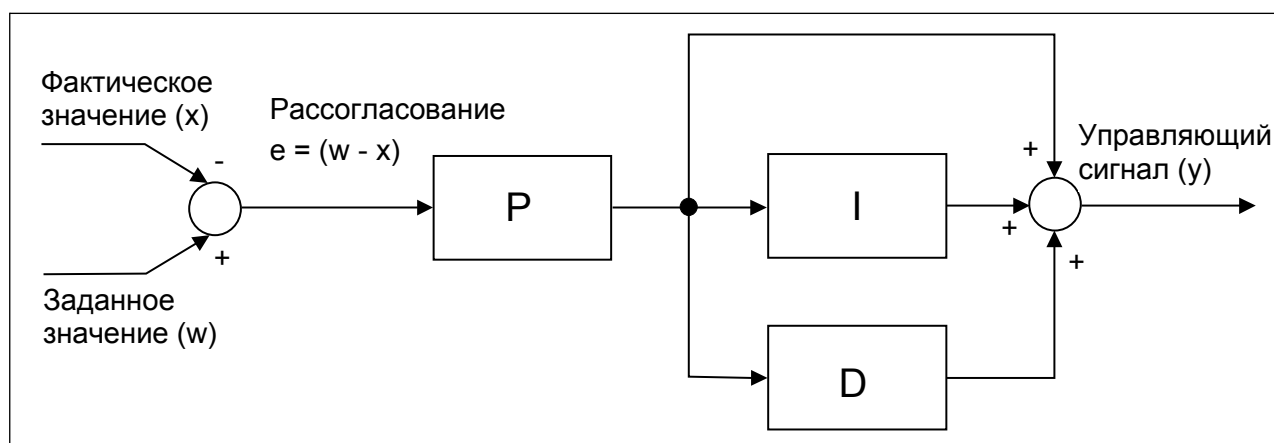 Фактическое
значение (x)
Рассогласование
e = (w - x)
-
+
Заданное
значение (w)
P
I
D
+
+
+
Управляющий
сигнал (y)